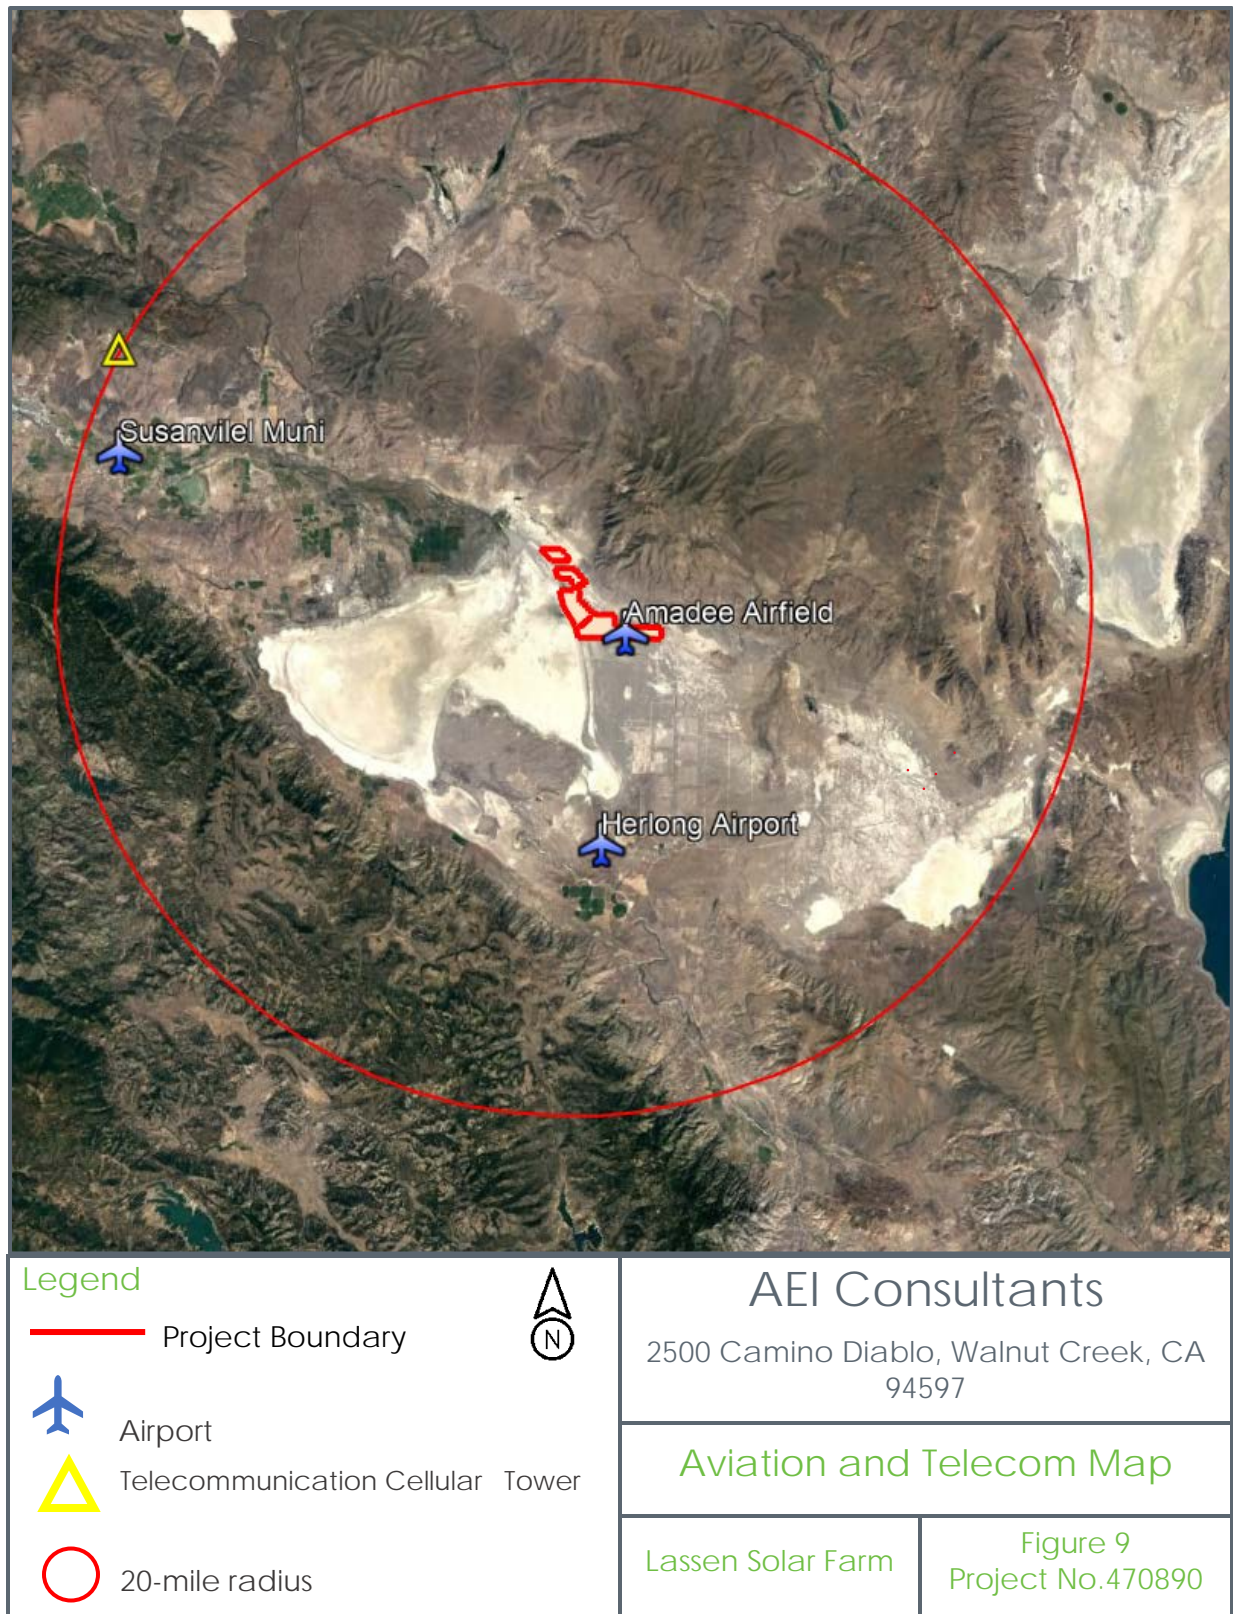 Susanvilel Muni
Amadee Airfield
Herlong Airport
Legend
Project Boundary
N
Airport
Telecommunication Cellular Tower
20-mile radius
AEI Consultants
2500 Camino Diablo, Walnut Creek, CA
94597
Aviation and Telecom Map
Lassen Solar Farm
Figure 9
Project No.470890